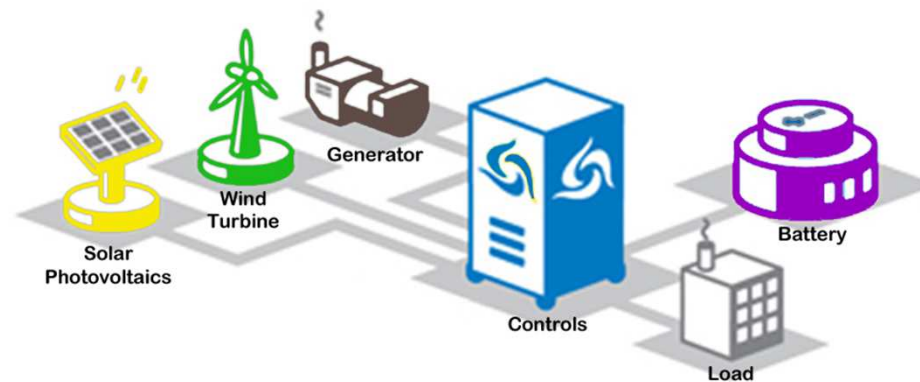 Generator
Wind
Turbine
Solar
Photovoltaics
Battery
Controls
Load